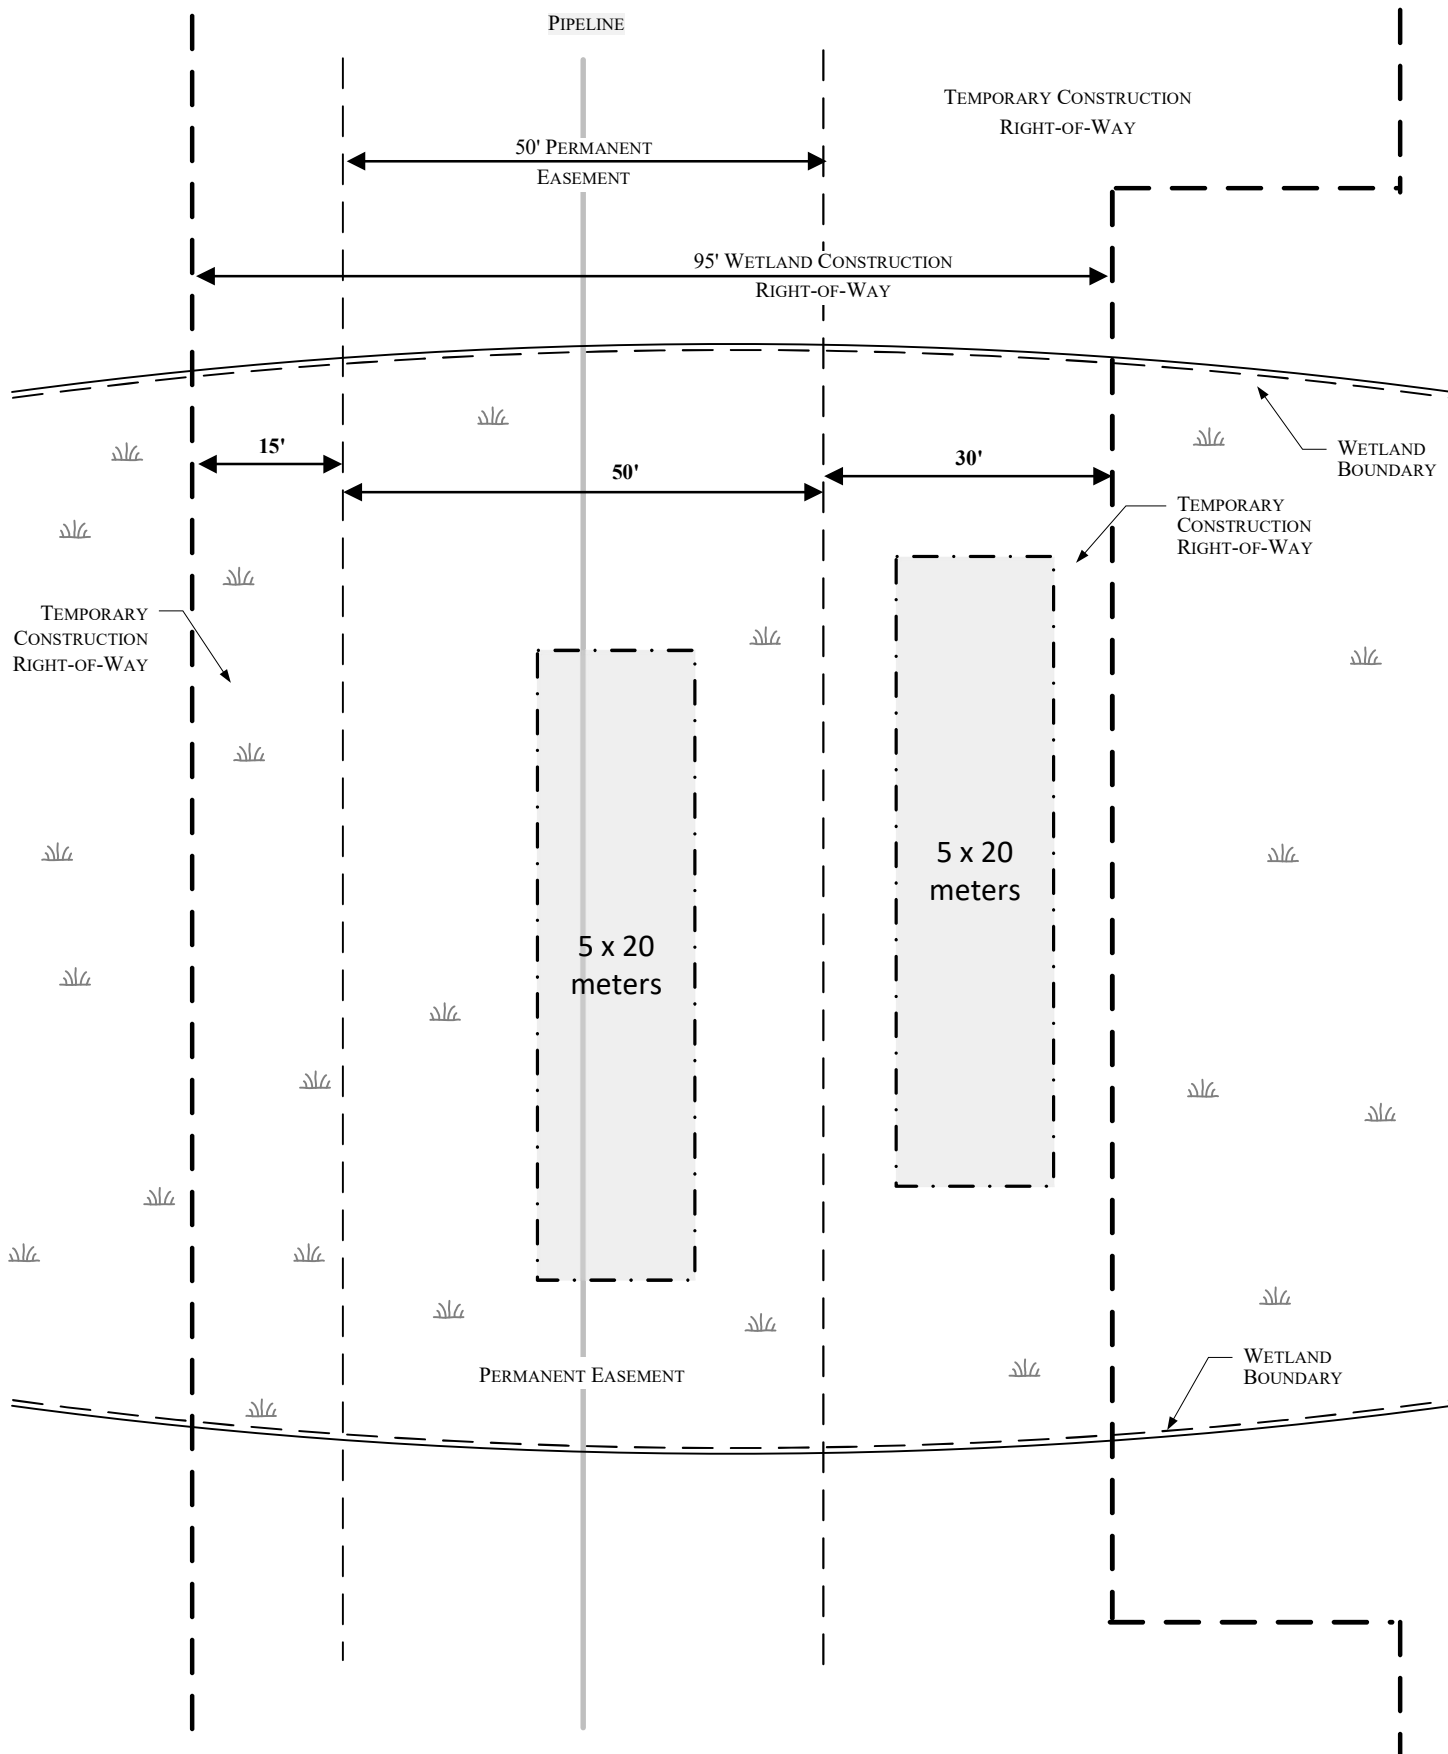 PIPELINE
TEMPORARY CONSTRUCTION
RIGHT-OF-WAY
50' PERMANENT
EASEMENT
95' WETLAND CONSTRUCTION
RIGHT-OF-WAY
15'
50'
30'
WETLAND
BOUNDARY
TEMPORARY
CONSTRUCTION
RIGHT-OF-WAY
TEMPORARY
CONSTRUCTION
RIGHT-OF-WAY
5 x 20
meters
5 x 20
meters
PERMANENT EASEMENT
WETLAND
BOUNDARY